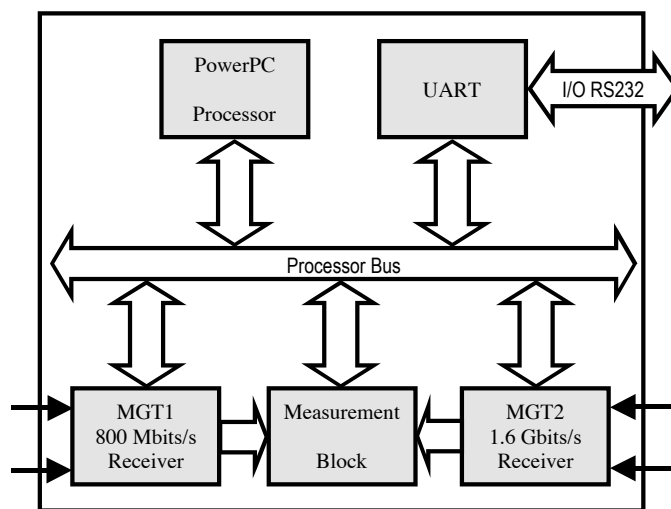 PowerPC
Processor
UART
I/O RS232
Processor Bus
MGT1
800 Mbits/s
Receiver
Measurement
Block
MGT2
1.6 Gbits/s
Receiver